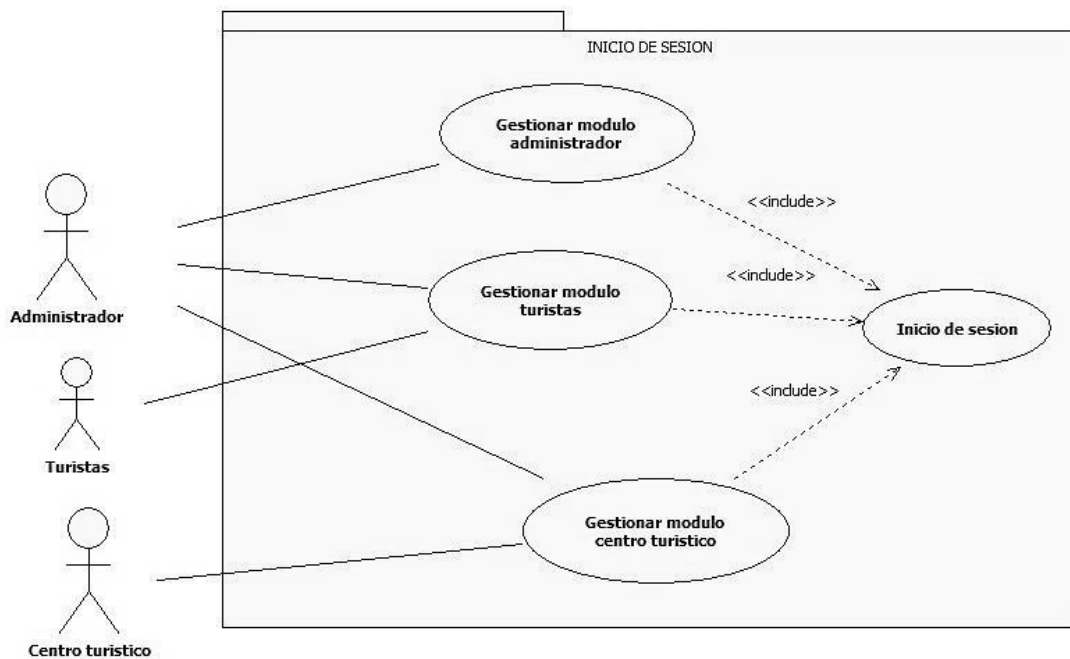 INICIO DE SESION
Gestionar modulo
administrador
<<include>>
<<include>>
Gestionar modulo
turistas
Inicio de sesion
Administrador
<<include>>
Turistas
Gestionar modulo
centro turistico
Centro turistico